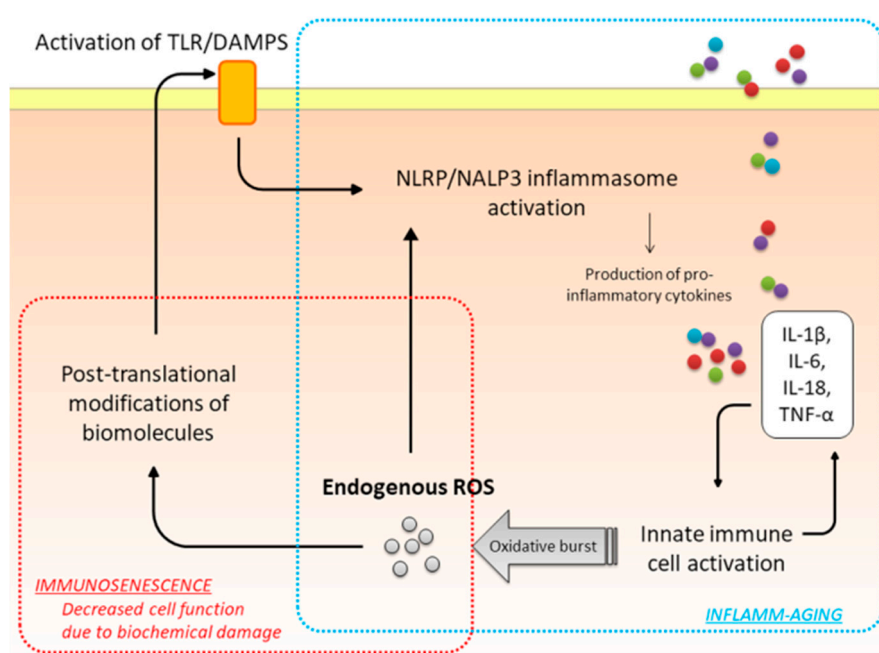 Activation of TLR/DAMPS
NLRP/NALP3 inflammasome
activation
Production of pro-
inflammatory cytokines
IL-1β,
IL-6,
IL-18,
TNF-α
Post-translational
modifications of
biomolecules
Endogenous ROS
Oxidative burst
Innate immune
cell activation
IMMUNOSENESCENCE
Decreased cell function
due to biochemical damage
INFLAMM-AGING